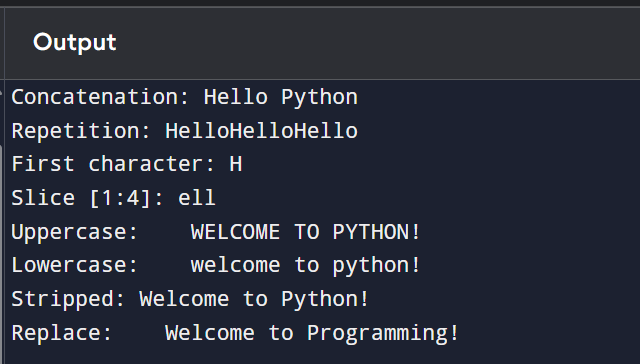 Output
Concatenation: Hello Python
Repetition: HelloHelloHello
First character: H
Slice [1:4]: ell
Uppercase:    WELCOME TO PYTHON!
Lowercase:    welcome to python!
Stripped: Welcome to Python!
Replace:    Welcome to Programming!